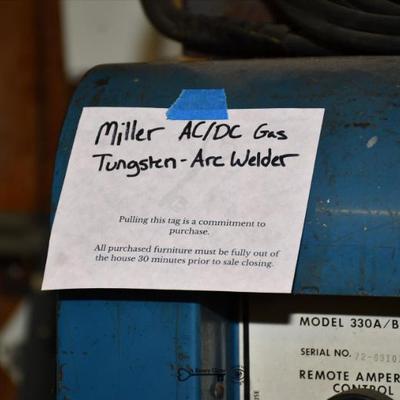 Miller AC/DC Gas
Tungsten-Arc Welder
Pulling this tag is a commitment to
purchase.
All purchased furniture must be fully out of
the house 30 minutes prior to sale closing.
MODEL 330A/B
SERIAL NO.
REMOTE AMPER
CONTROL